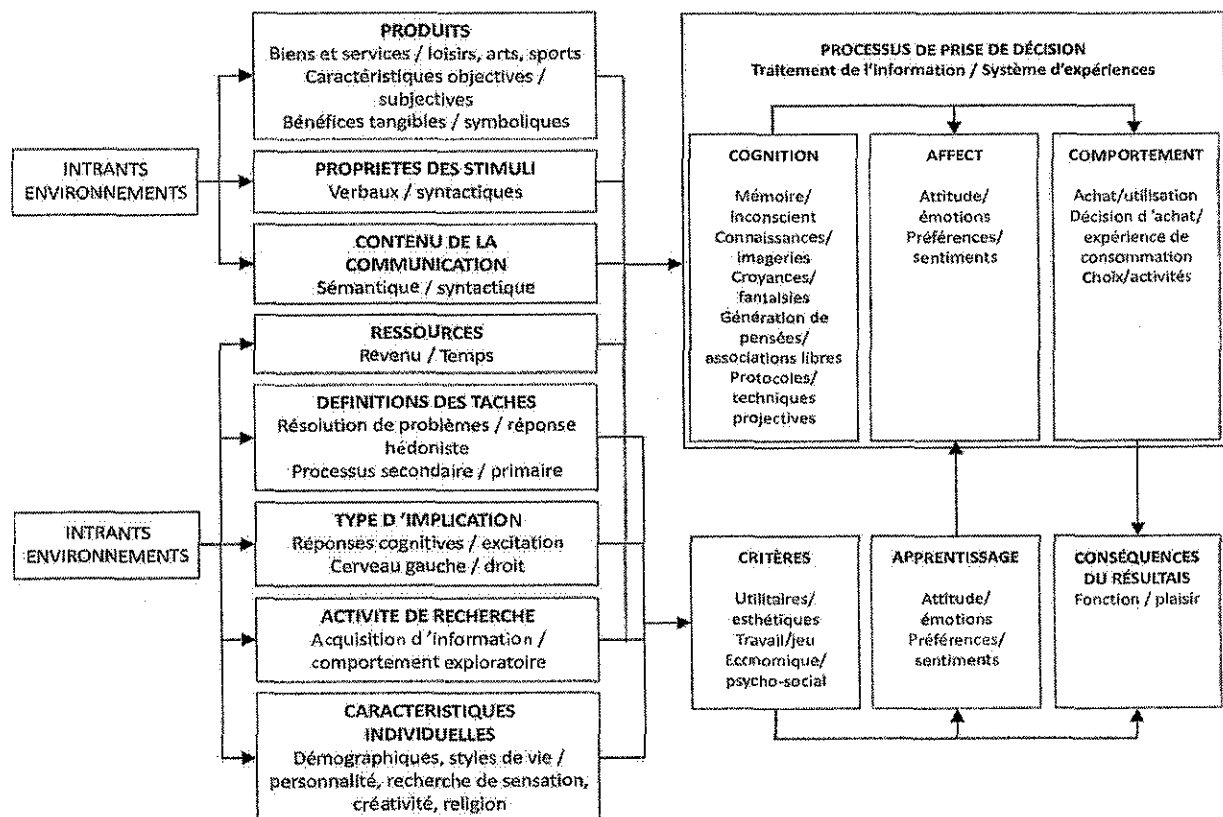 PRODUITS
Biens et services / loisirs, arts, sports
Caractéristiques objectives /
subjectives
Bénéfices tangibles / symboliques
INTRANTS
ENVIRONNEMENTS
PROPRIETES DES STIMULI
Verbaux / syntactiques
CONTENU DE LA
COMMUNICATION
Sémantique / syntactique
RESSOURCES
Revenu / Temps
DEFINITIONS DES TACHES
Résolution de problèmes / réponse
hédoniste
Processus secondaire / primaire
INTRANTS
ENVIRONNEMENTS
TYPE D 'IMPLICATION
Réponses cognitives / excitation
Cerveau gauche / droit
ACTIVITE DE RECHERCHE
Acquisition d 'information /
comportement exploratoire
CARACTERISTIQUES
INDIVIDUELLES
Démographiques, styles de vie /
personnalité, recherche de sensation,
créativité, religion
PROCESSUS DE PRISE DE DÉCISION
Traitement de l'information / Système d'expériences
COGNITION
Mémoire/
inconscient
Connaissances/
imageries
Croyances/
fantaisies
Génération de
pensées/
associations libres
Protocoles/
techniques
projectives
AFFECT
Attitude/
émotions
Préférences/
sentiments
COMPORTEMENT
Achat/utilisation
Décision d 'achat/
expérience de
consommation
Choix/activités
CRITÈRES
Utilitaires/
esthétiques
Travail/jeu
Economique/
psycho-social
APPRENTISSAGE
Attitude/
émotions
Préférences/
sentiments
CONSÉQUENCES
DU RÉSULTAIS
Fonction / plaisir